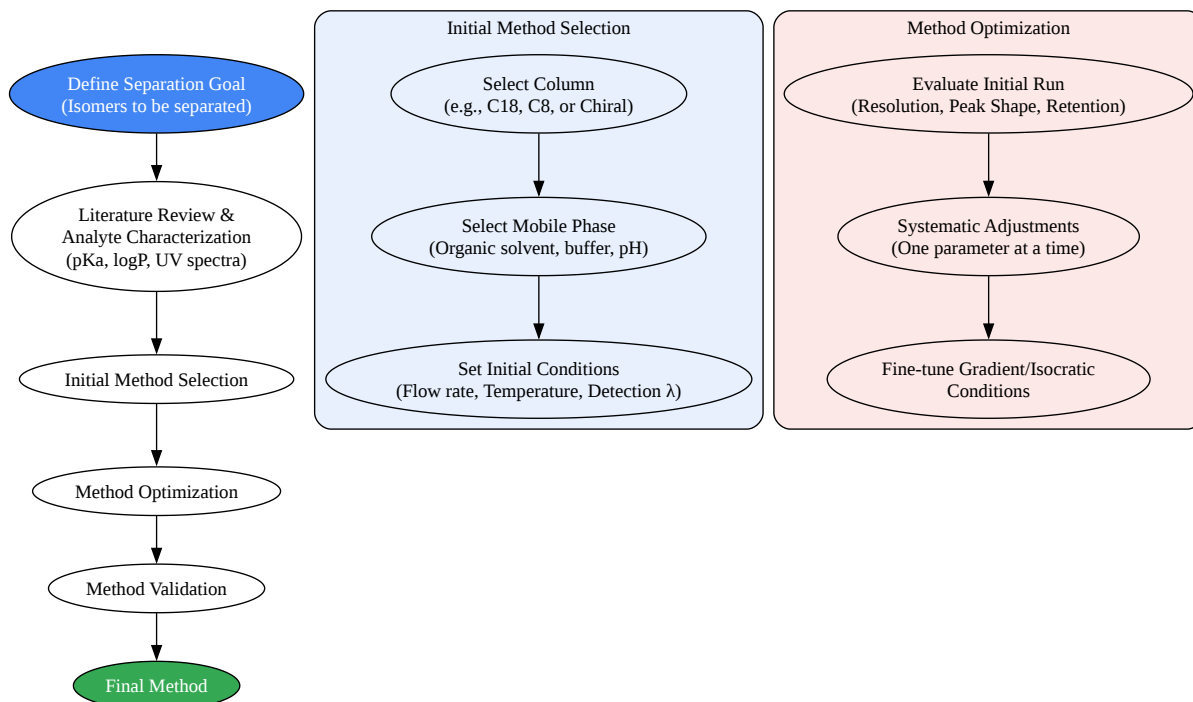 Define Separation Goal
(Isomers to be separated)
Literature Review &
Analyte Characterization
(pKa, logP, UV spectra)
Initial Method Selection
Method Optimization
Method Validation
Final Method
Initial Method Selection
Select Column
(e.g., C18, C8, or Chiral)
Select Mobile Phase
(Organic solvent, buffer, pH)
Set Initial Conditions
(Flow rate, Temperature, Detection λ)
Method Optimization
Evaluate Initial Run
(Resolution, Peak Shape, Retention)
Systematic Adjustments
(One parameter at a time)
Fine-tune Gradient/Isocratic
Conditions